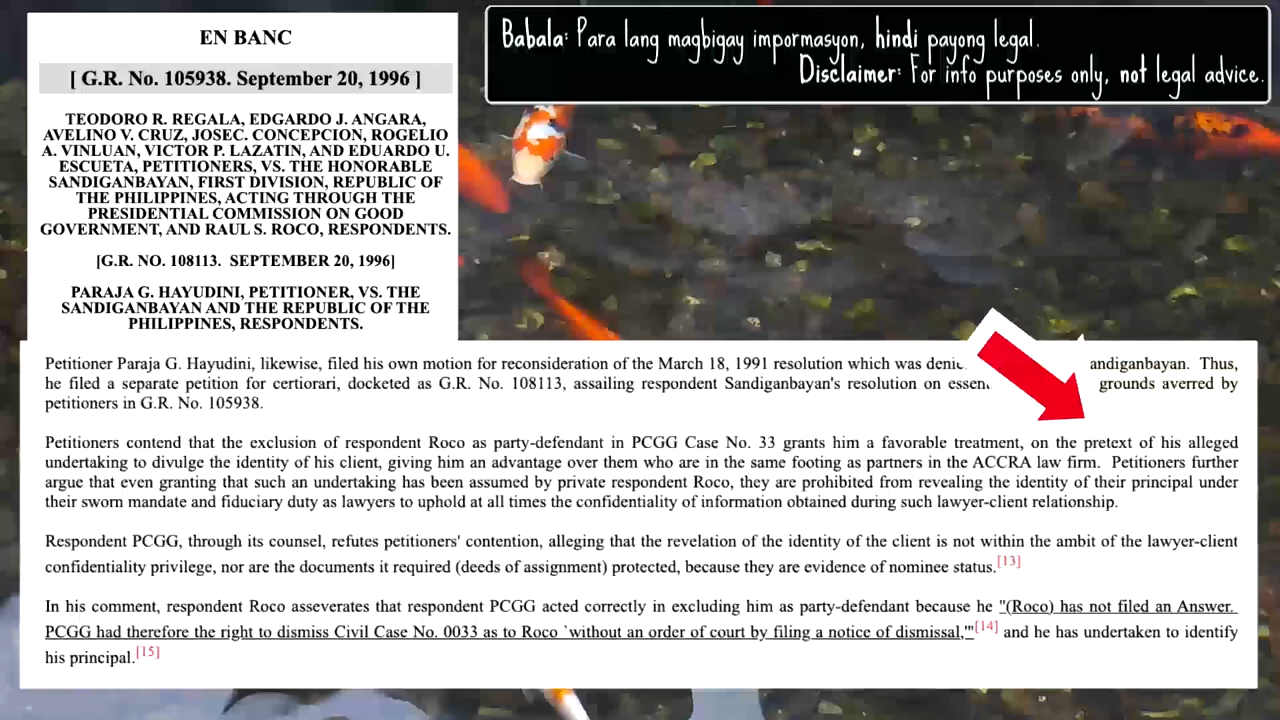 EN BANC
[ G.R. No. 105938. September 20, 1996 ]
TEODORO R. REGALA, EDGARDO J. ANGARA,
AVELINO V. CRUZ, JOSEC. CONCEPCION, ROGELIO
A. VINLUAN, VICTOR P. LAZATIN, AND EDUARDO U.
ESCUETA, PETITIONERS, VS. THE HONORABLE
SANDIGANBAYAN, FIRST DIVISION, REPUBLIC OF
THE PHILIPPINES, ACTING THROUGH THE
PRESIDENTIAL COMMISSION ON GOOD
GOVERNMENT, AND RAUL S. ROCO, RESPONDENTS.
[G.R. NO. 108113. SEPTEMBER 20, 1996]
PARAJA G. HAYUDINI, PETITIONER, VS. THE
SANDIGANBAYAN AND THE REPUBLIC OF THE
PHILIPPINES, RESPONDENTS.
Babala: Para lang magbigay impormasyon, hindi payong legal.
Disclaimer: For info purposes only, not legal advice.
Petitioner Paraja G. Hayudini, likewise, filed his own motion for reconsideration of the March 18, 1991 resolution which was denic andiganbayan. Thus,
he filed a separate petition for certiorari, docketed as G.R. No. 108113, assailing respondent Sandiganbayan's resolution on essen grounds averred by
petitioners in G.R. No. 105938.
Petitioners contend that the exclusion of respondent Roco as party-defendant in PCGG Case No. 33 grants him a favorable treatment, on the pretext of his alleged
undertaking to divulge the identity of his client, giving him an advantage over them who are in the same footing as partners in the ACCRA law firm. Petitioners further
argue that even granting that such an undertaking has been assumed by private respondent Roco, they are prohibited from revealing the identity of their principal under
their sworn mandate and fiduciary duty as lawyers to uphold at all times the confidentiality of information obtained during such lawyer-client relationship.
Respondent PCGG, through its counsel, refutes petitioners' contention, alleging that the revelation of the identity of the client is not within the ambit of the lawyer-client
confidentiality privilege, nor are the documents it required (deeds of assignment) protected, because they are evidence of nominee status.[13]
In his comment, respondent Roco asseverates that respondent PCGG acted correctly in excluding him as party-defendant because he "(Roco) has not filed an Answer.
PCGG had therefore the right to dismiss Civil Case No. 0033 as to Roco `without an order of court by filing a notice of dismissal,'"[14] and he has undertaken to identify
his principal.[15]